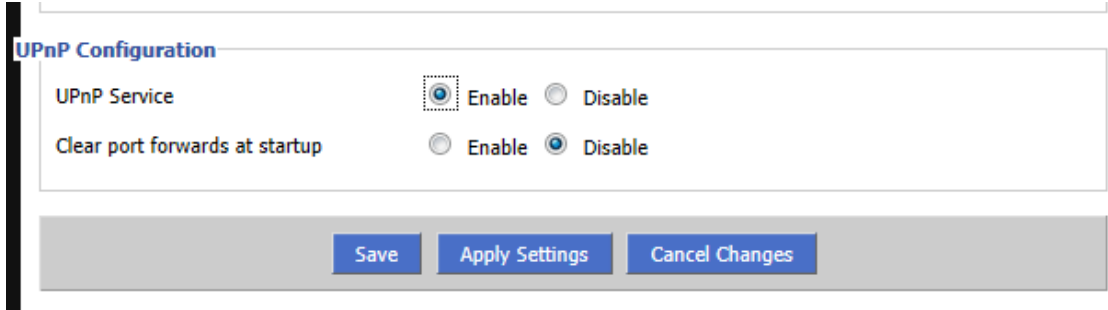 UPnP Configuration
UPnP Service Enable Disable
Clear port forwards at startup Enable Disable
Save Apply Settings Cancel Changes